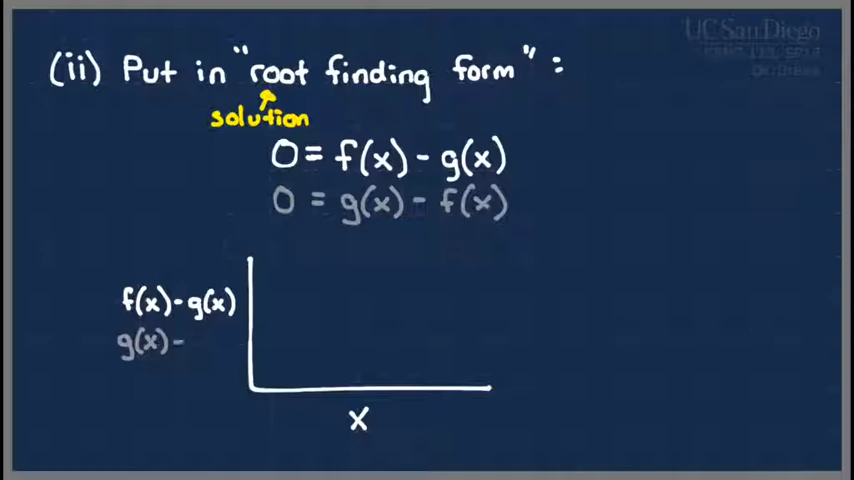 UC San Diego
(ii) Put in "root finding form" :
solution
0 = f(x) - g(x)
0 = g(x) - f(x)
f(x) - g(x)
g(x) -
x